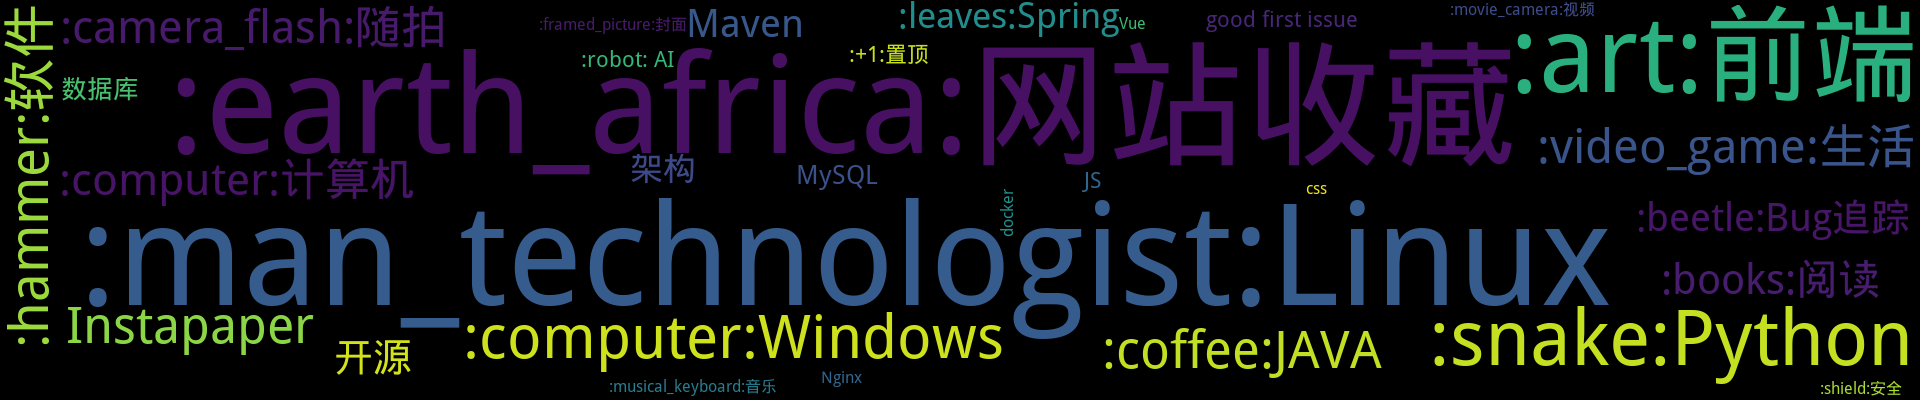 :hammer:软件
:camera_flash:随拍
:framed_picture:封面
Maven
:leaves:Spring
Vue
good first issue
:movie_camera:视频
:art:前端
:robot: AI
:+1:置顶
数据库
:earth_africa:网站收藏
:video_game:生活
:computer:计算机
架构
MySQL
JS
css
docker
:man_technologist:Linux
:beetle:Bug追踪
:books:阅读
Instapaper
开源
:computer:Windows
:coffee:JAVA
:snake:Python
:musical_keyboard:音乐
Nginx
:shield:安全